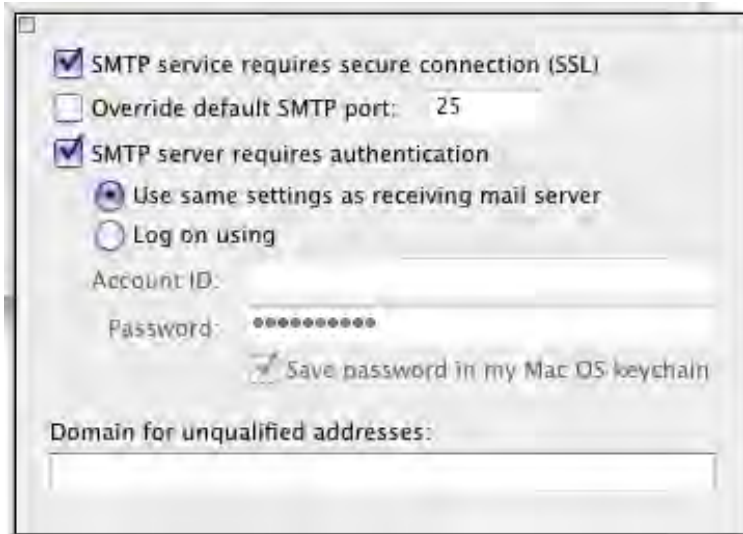 SMTP service requires secure connection (SSL)
Override default SMTP port: 25
SMTP server requires authentication
Use same settings as receiving mail server
Log on using
Account ID:
Password: ••••••••••
Save password in my Mac OS keychain
Domain for unqualified addresses: